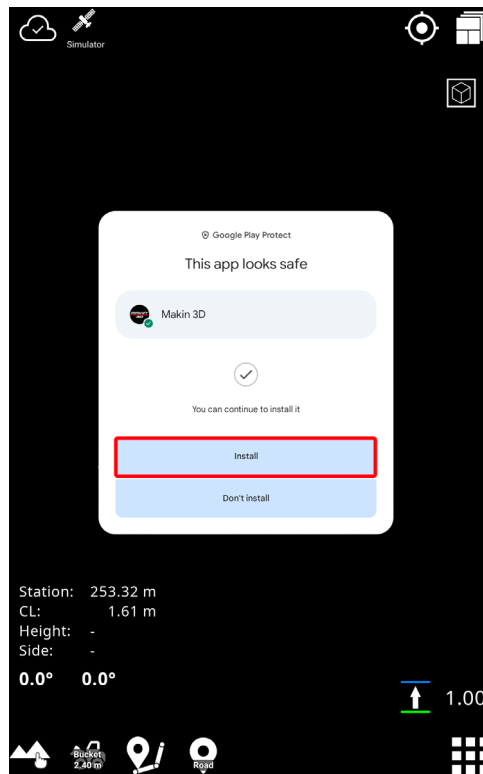 Simulator
Google Play Protect
This app looks safe
Makin 3D
You can continue to install it
Install
Don't install
Station: 253.32 m
CL: 1.61 m
Height: -
Side: -
0.0° 0.0°
1.00
Bucket
2.40 m
Road